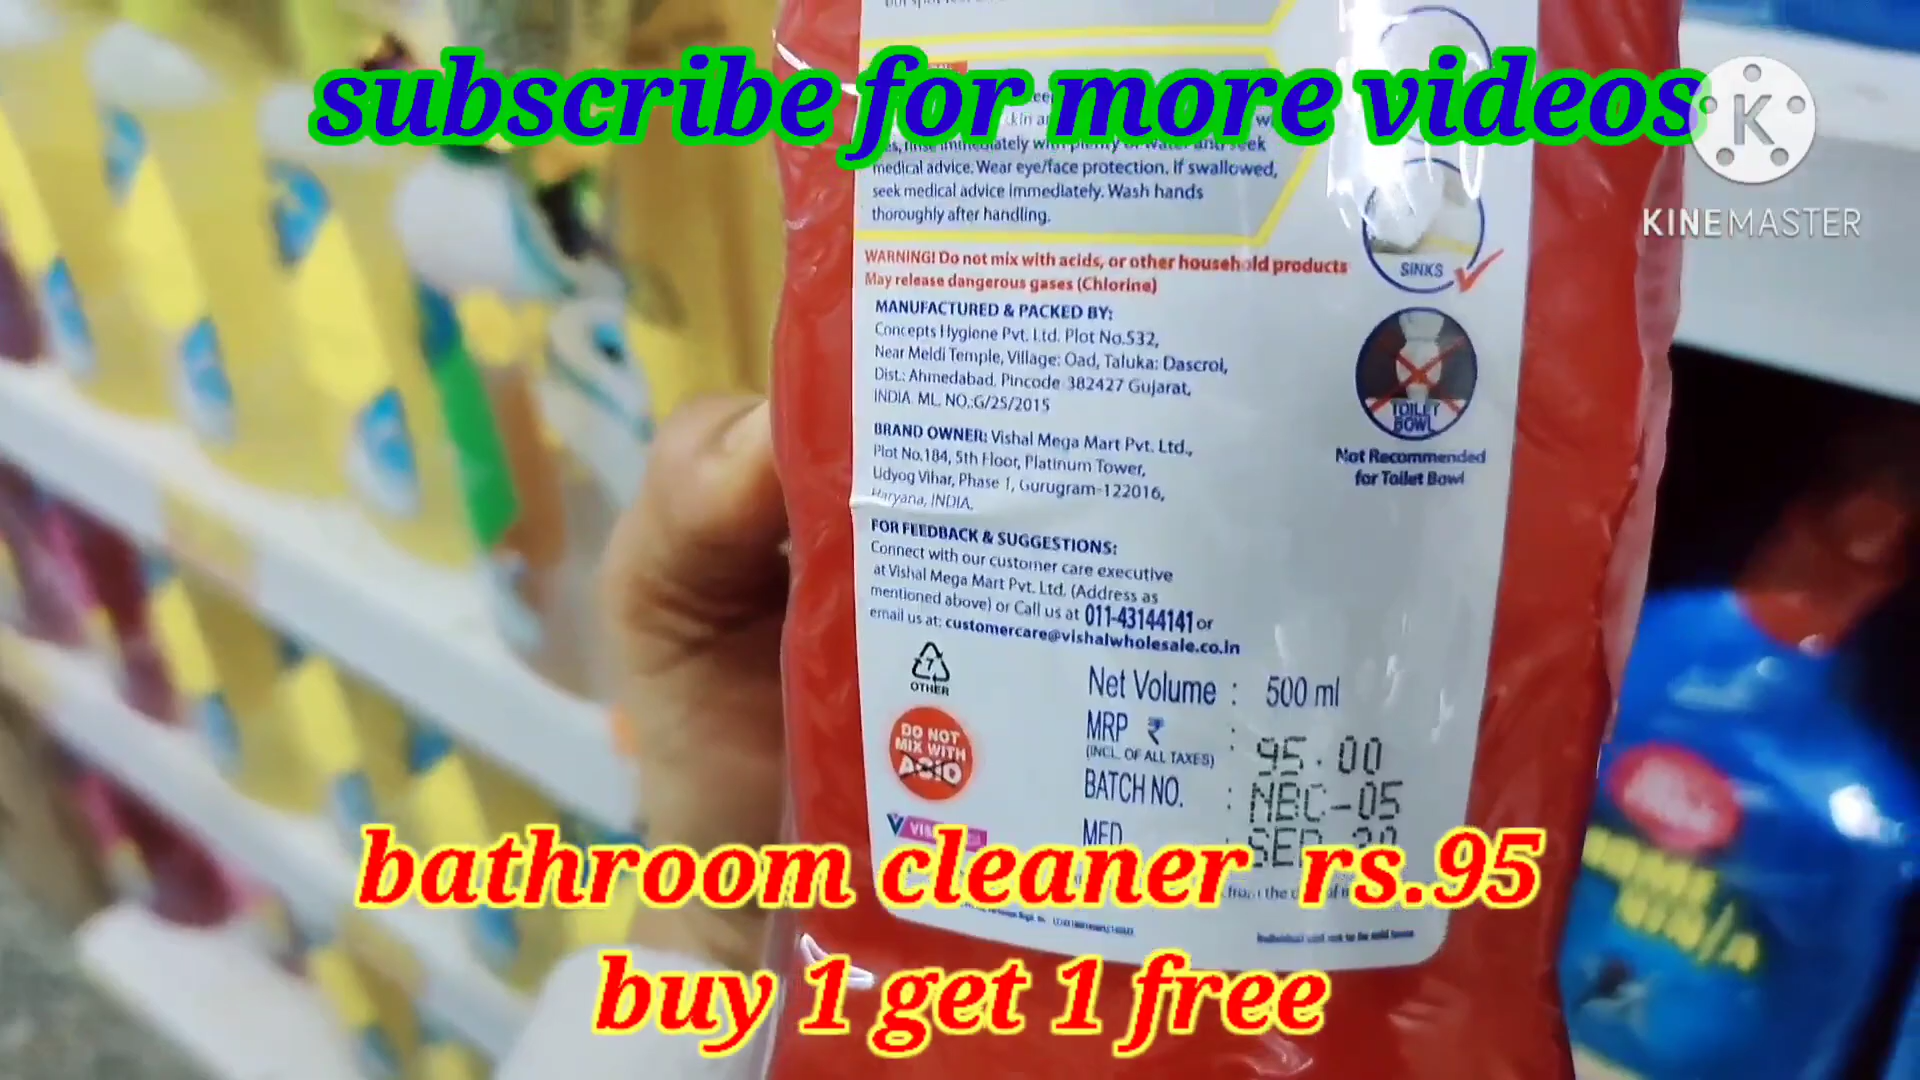 subscribe for more videos
K
KINEMASTER
medical advice. Wear eye/face protection. If swallowed,
seek medical advice immediately. Wash hands
thoroughly after handling.
WARNING! Do not mix with acids, or other household products
May release dangerous gases (Chlorine)
SINKS
MANUFACTURED & PACKED BY:
Concepts Hygiene Pvt. Ltd. Plot No.532,
Near Meldi Temple, Village: Oad, Taluka: Dascroi,
Dist.: Ahmedabad, Pincode 382427 Gujarat,
INDIA. ML. NO.:G/25/2015
TOILET
BOWL
Not Recommended
for Toilet Bowl
BRAND OWNER: Vishal Mega Mart Pvt. Ltd.,
Plot No.184, 5th Floor, Platinum Tower,
Udyog Vihar, Phase 1, Gurugram-122016,
Haryana, INDIA.
FOR FEEDBACK & SUGGESTIONS:
Connect with our customer care executive
at Vishal Mega Mart Pvt. Ltd. (Address as
mentioned above) or Call us at 011-43144141 or
email us at: customercare@vishalwholesale.co.in
7
OTHER
DO NOT
MIX WITH
ACID
Net Volume : 500 ml
MRP ₹ : 95.00
(INCL. OF ALL TAXES)
BATCH NO. : NBC-05
bathroom cleaner rs.95
buy 1 get 1 free